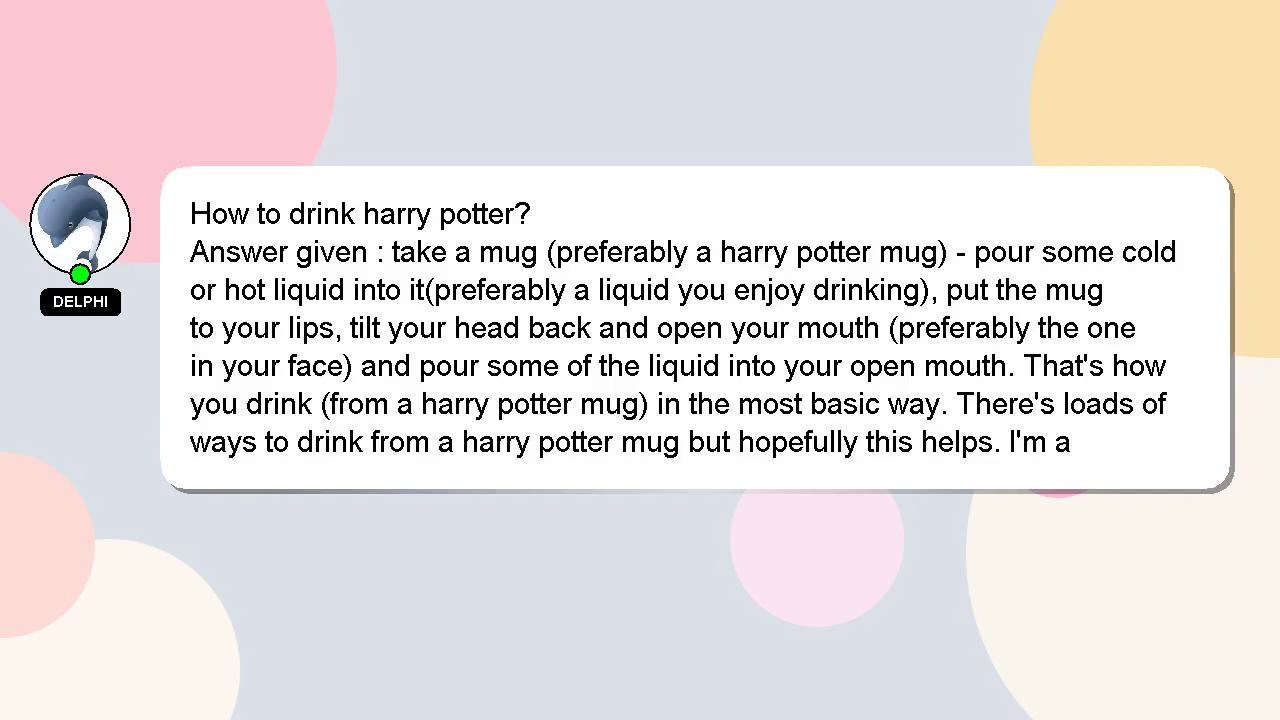 How to drink harry potter?
Answer given : take a mug (preferably a harry potter mug) - pour some cold
or hot liquid into it(preferably a liquid you enjoy drinking), put the mug
to your lips, tilt your head back and open your mouth (preferably the one
in your face) and pour some of the liquid into your open mouth. That's how
you drink (from a harry potter mug) in the most basic way. There's loads of
ways to drink from a harry potter mug but hopefully this helps. I'm a
DELPHI